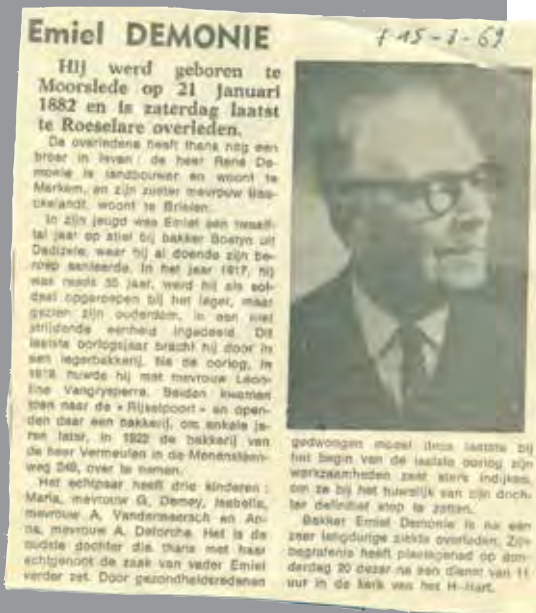 Emiel DEMONIE
† 15-3-69
Hij werd geboren te
Moorslede op 21 januari
1882 en is zaterdag laatst
te Roeselare overleden.
De overledene heeft thans nog een
broer in leven : de heer René De-
monie is landbouwer en woont te
Merkem, en zijn zuster mevrouw
ckelandt, woont te Brielen.
In zijn jeugd was Emiel een twaalf-
tal jaar op stiel bij bakker Bostyn uit
Dadizele, waar hij al doende zijn be-
roep aanleerde. In het jaar 1917, hij
was reeds 35 jaar, werd hij als sol-
daat opgeroepen bij het leger, maar
gezien zijn ouderdom, in een niet
strijdende eenheid ingedeeld. Dit
laatste oorlogsjaar bracht hij door in
een legerbakkerij. Na de oorlog, in
1919 huwde hij met mevrouw Leon-
tine Vangrysperre. Beiden kwamen
toen naar de « Rijselpoort » en open-
den daar een bakkerij, om enkele ja-
ren later, in 1922 de bakkerij van
de heer Vermeulen in de Menensteen-
weg 248, over te nemen.
Het echtpaar heeft drie kinderen :
Maria, mevrouw G. Demey, Isabella,
mevrouw A. Vandermeersch en An-
na, mevrouw A. Deforche. Het is de
oudste dochter die thans met haar
echtgenoot de zaak van vader Emiel
verder zet. Door gezondheidsredenen
gedwongen moest deze laatste bij
het begin van de laatste oorlog zijn
werkzaamheden zeer sterk indijken,
om ze bij het huwelijk van zijn doch-
ter definitief stop te zetten.
Bakker Emiel Demonie is na een
zeer langdurige ziekte overleden. Zijn
begrafenis heeft plaatsgehad op don-
derdag 20 dezer na een dienst van 11
uur in de kerk van het H.-Hart.